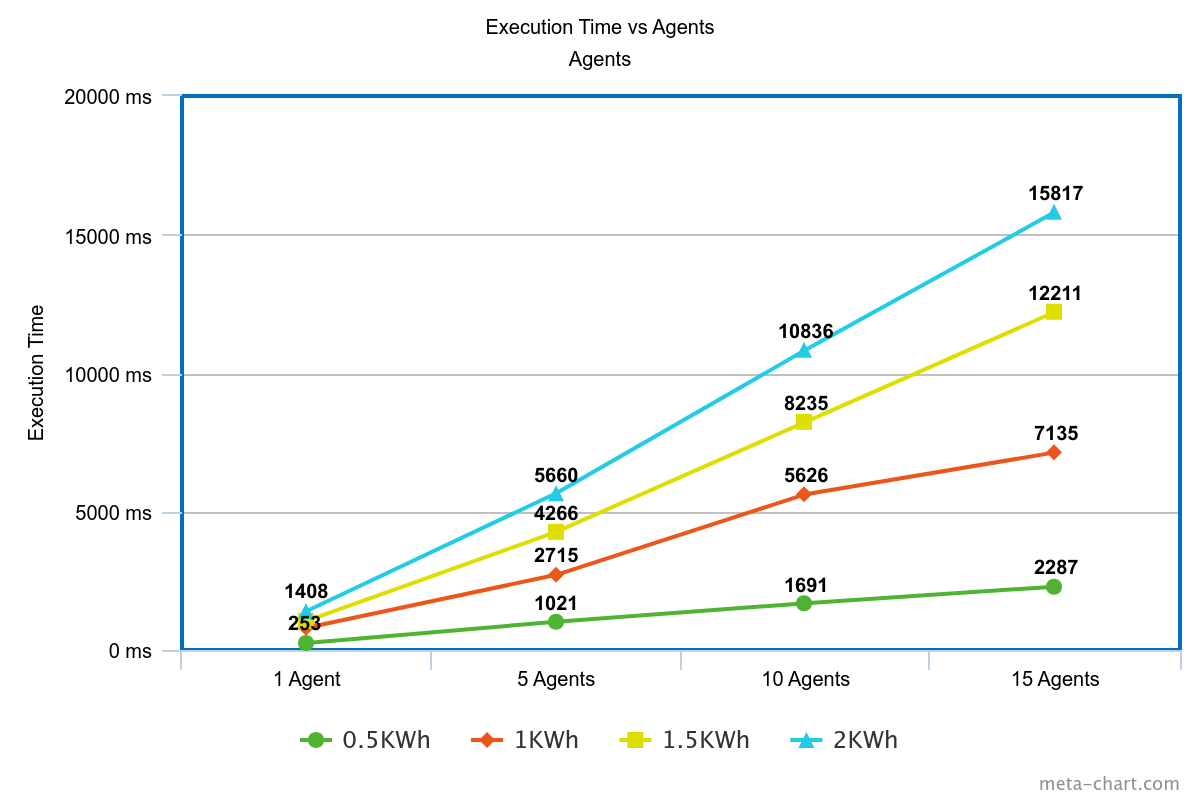 Execution Time vs Agents
Agents
20000 ms
15000 ms
10000 ms
5000 ms
0 ms
Execution Time
15817
12211
10836
8235
7135
5660
5626
4266
2715
2287
1691
1408
1021
253
1 Agent 5 Agents 10 Agents 15 Agents
0.5KWh 1KWh 1.5KWh 2KWh
meta-chart.com